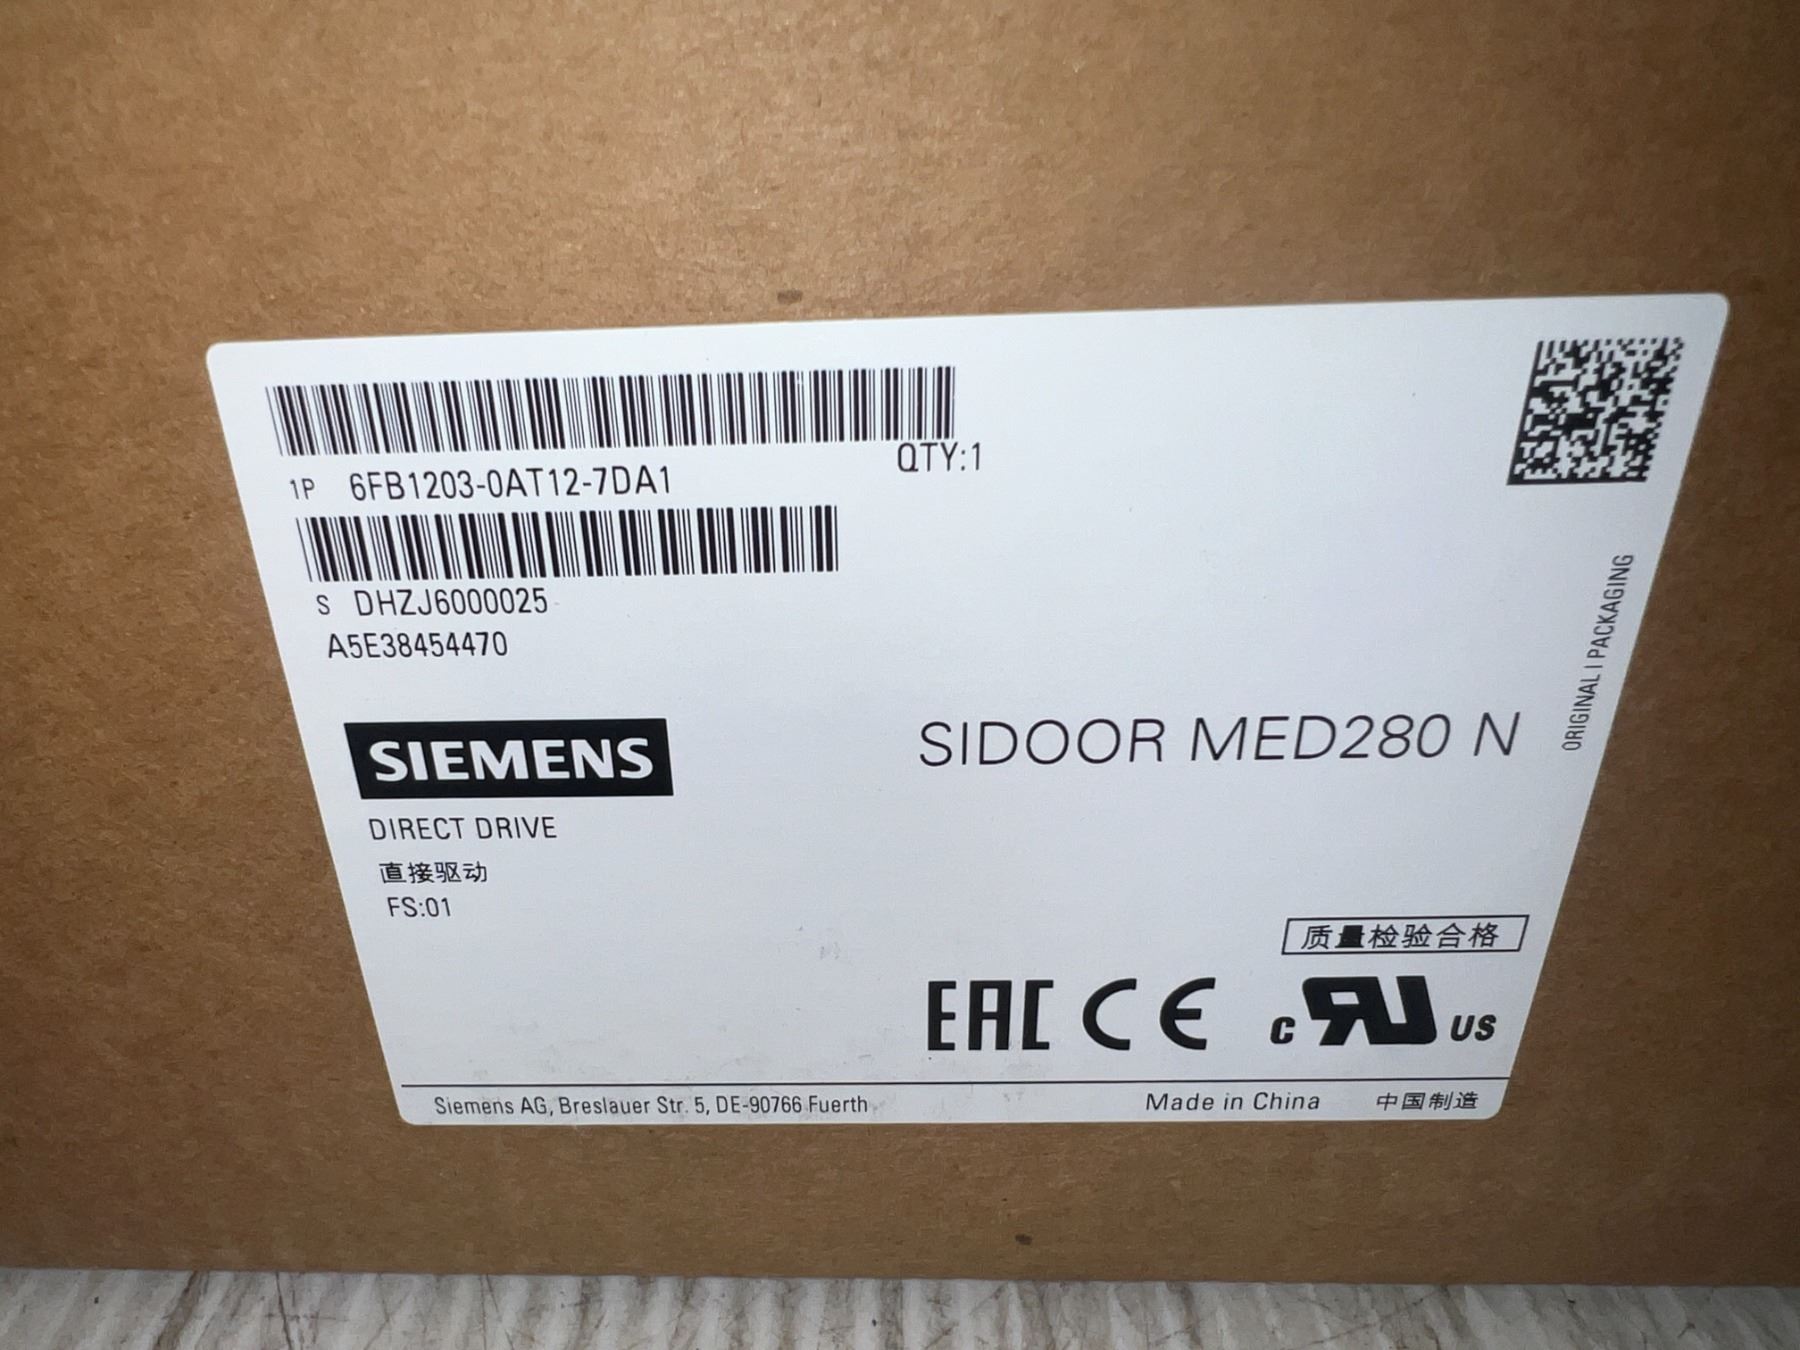 QTY:1
1P 6FB1203-0AT12-7DA1
S DHZJ6000025
A5E38454470
ORIGINAL | PACKAGING
SIEMENS
SIDOOR MED280 N
DIRECT DRIVE
直接驱动
FS:01
质量检验合格
EAC CE c RU US
Siemens AG, Breslauer Str. 5, DE-90766 Fuerth
Made in China 中国制造